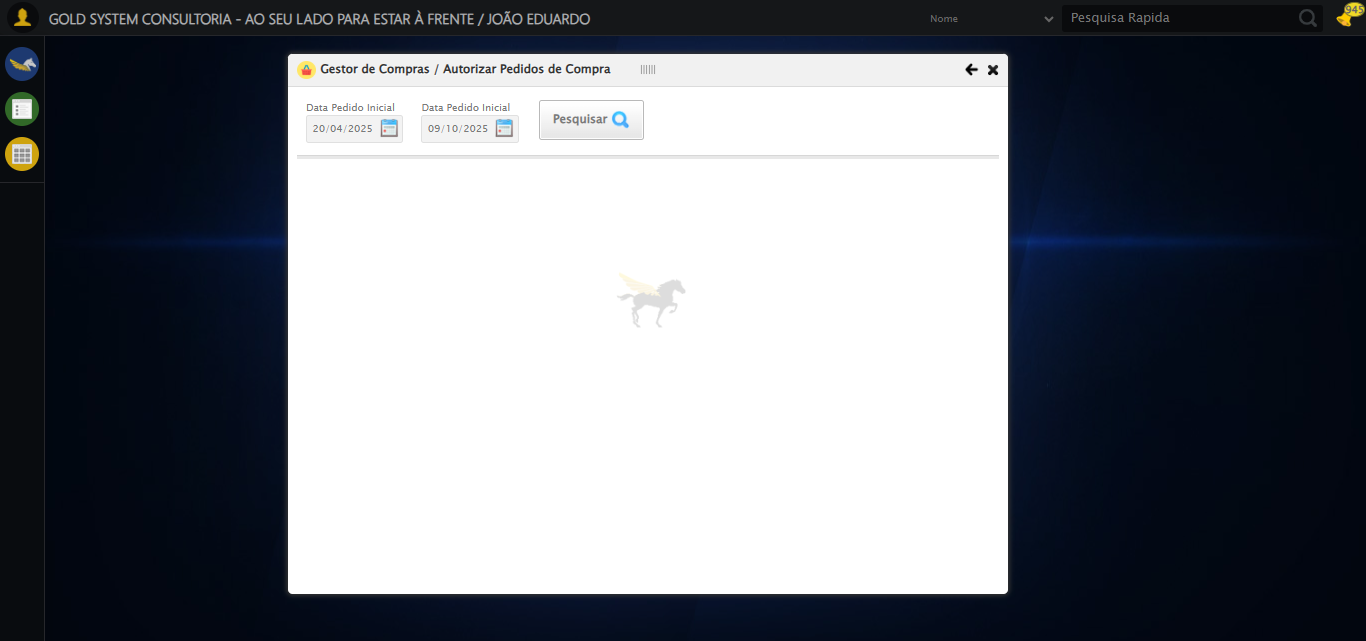 GOLD SYSTEM CONSULTORIA - AO SEU LADO PARA ESTAR À FRENTE / JOÃO EDUARDO
Nome
Pesquisa Rapida
945
Gestor de Compras / Autorizar Pedidos de Compra
Data Pedido Inicial
Data Pedido Inicial
20/04/2025
09/10/2025
Pesquisar